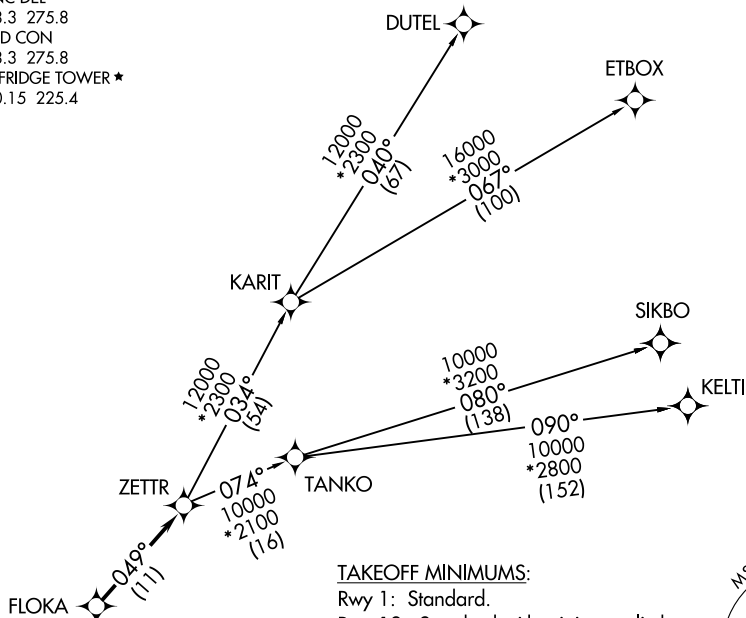 DEL
3.3 275.8
D CON
3.3 275.8
FRIDGE TOWER ★
0.15 225.4
DUTEL
ETBOX
12000
*2300
040°
(67)
16000
*3000
067°
(100)
KARIT
SIKBO
12000
*2300
034°
(54)
10000
*3200
080°
(138)
KELTI
090°
10000
*2800
(152)
ZETTR
074°
10000
*2100
(16)
TANKO
049°
(11)
FLOKA
TAKEOFF MINIMUMS:
Rwy 1: Standard.